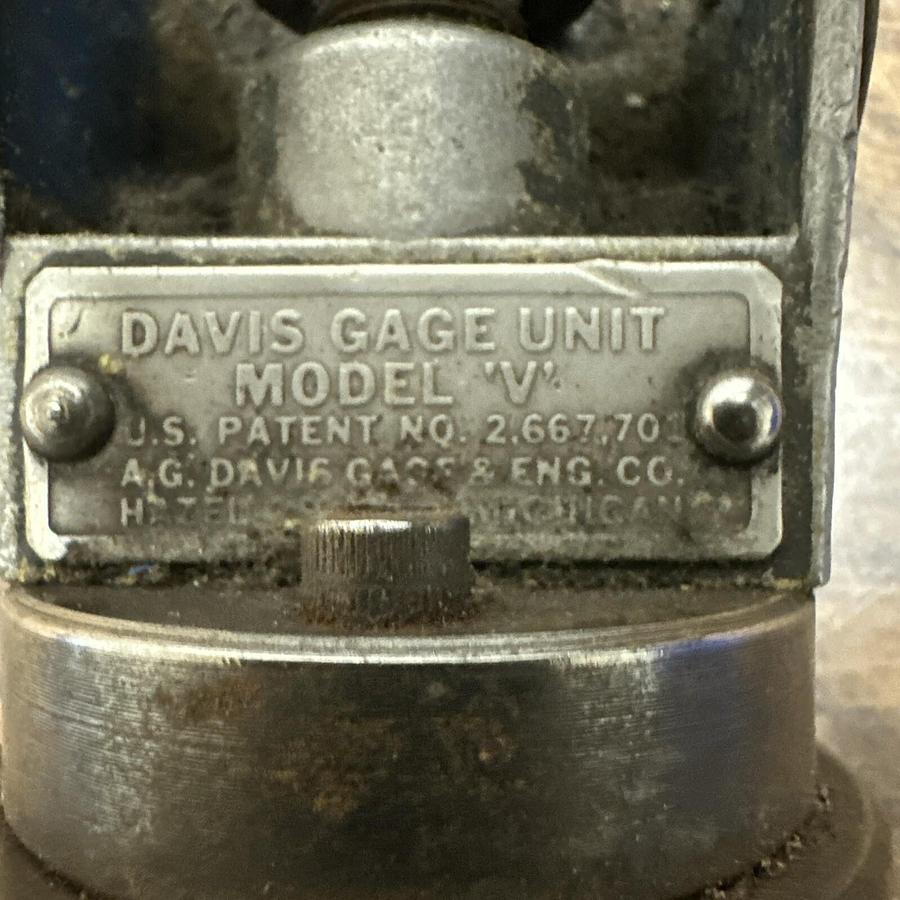 DAVIS GAGE UNIT
MODEL 'V'
U.S. PATENT NO.
A.G. DAVIS GAGE & ENG. CO.
MICHIGAN